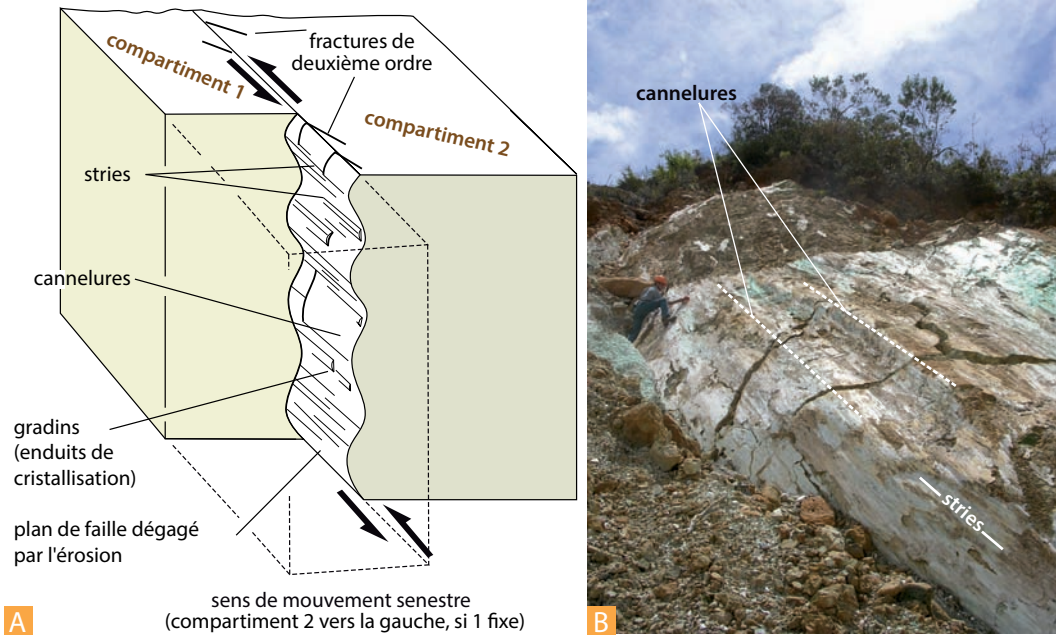 compartiment 1
fractures de
deuxième ordre
compartiment 2
stries
cannelures
gradins
(enduits de
cristallisation)
plan de faille dégagé
par l'érosion
sens de mouvement senestre
(compartiment 2 vers la gauche, si 1 fixe)
A
cannelures
stries
B